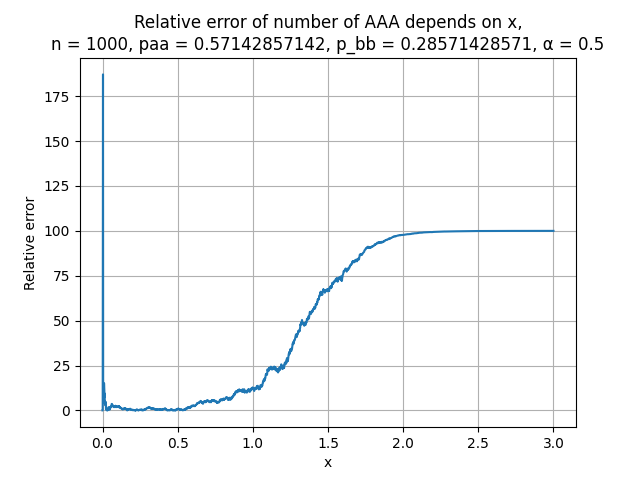 Relative error of number of AAA depends on x,
n = 1000, paa = 0.57142857142, p_bb = 0.28571428571, α = 0.5
175
150
125
100
75
50
25
0
Relative error
0.0 0.5 1.0 1.5 2.0 2.5 3.0
x